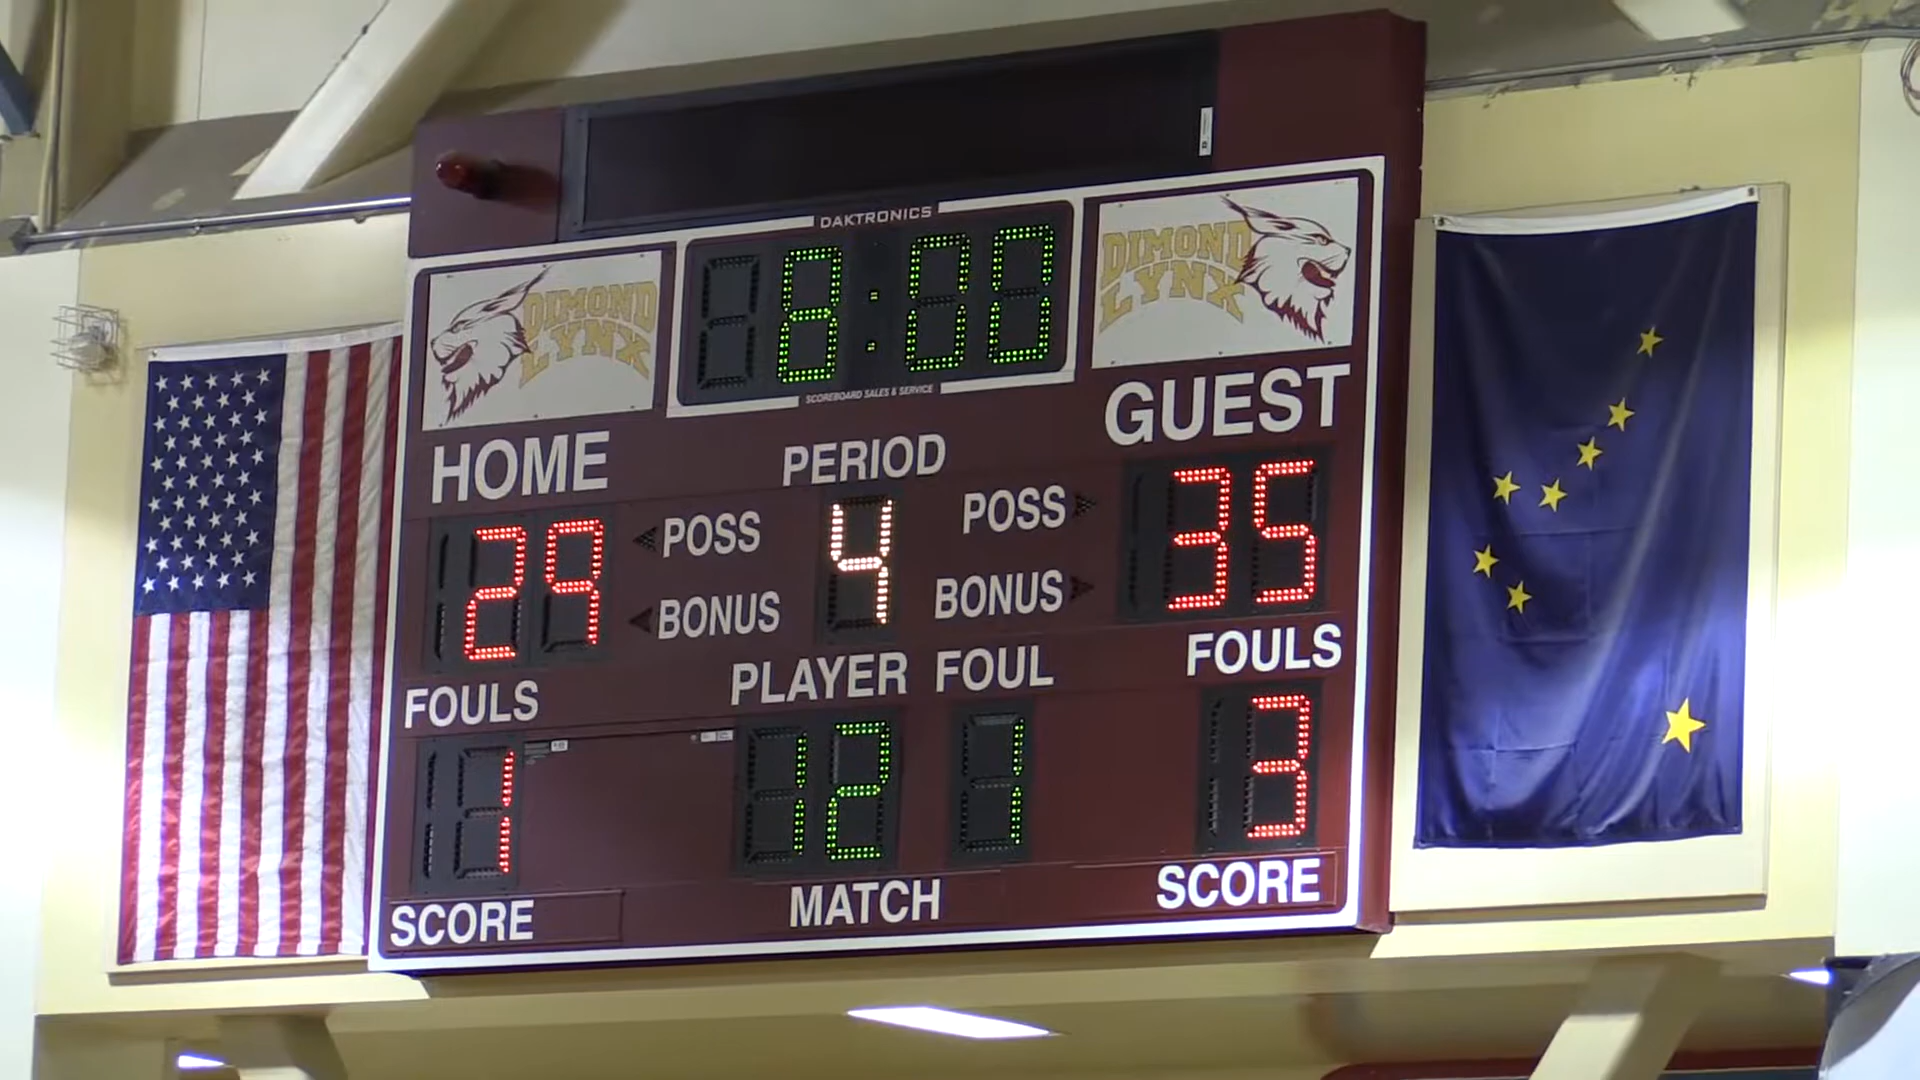 DAKTRONICS
DIMOND
LYNX
8:00
DIMOND
LYNX
SCOREBOARD SALES & SERVICE
HOME PERIOD GUEST
29 POSS 4 POSS 35
BONUS BONUS
FOULS PLAYER FOUL FOULS
1 12 1 3
SCORE MATCH SCORE